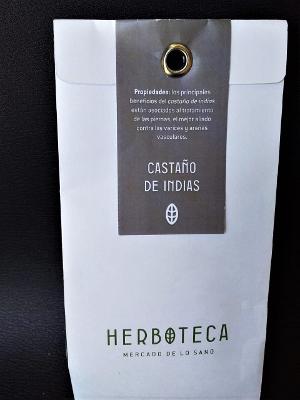 Propiedades: los principales
beneficios del castaño de indias
están asociados al tratamiento
de las piernas, el mejor aliado
contra las varices y arañas
vasculares.
CASTAÑO
DE INDIAS
HERBOTECA
MERCADO DE LO SANO